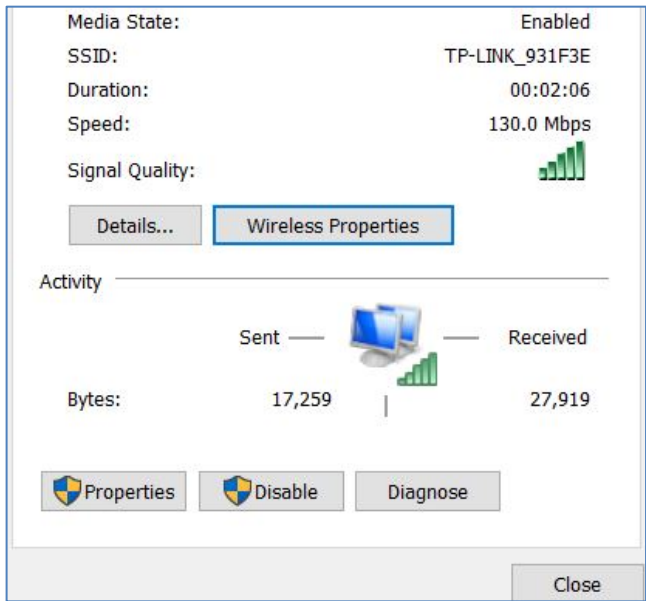 Media State: Enabled
SSID: TP-LINK_931F3E
Duration: 00:02:06
Speed: 130.0 Mbps
Signal Quality:
Details... Wireless Properties
Activity
Sent Received
Bytes: 17,259 27,919
Properties Disable Diagnose
Close